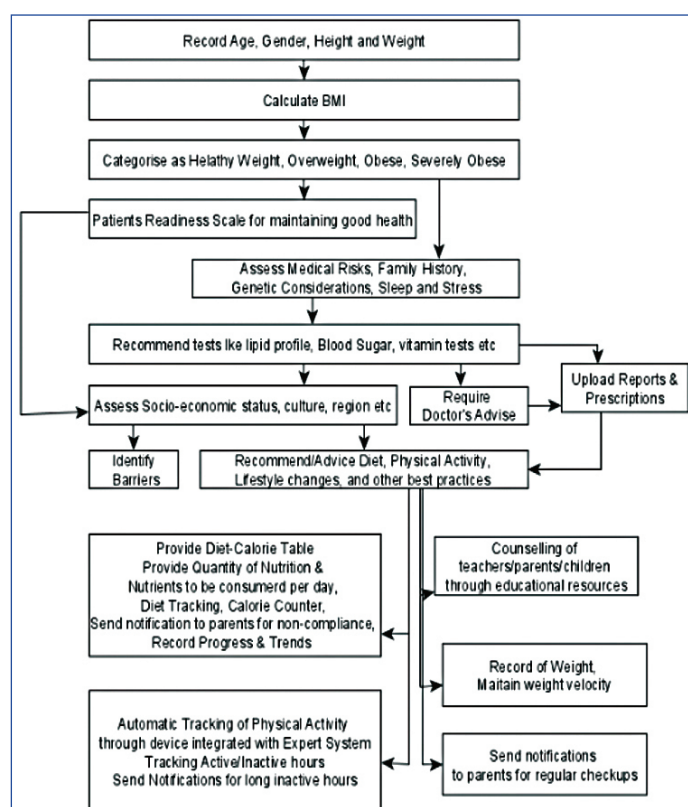 Record Age, Gender, Height and Weight
Calculate BMI
Categorise as Helathy Weight, Overweight, Obese, Severely Obese
Patients Readiness Scale for maintaining good health
Assess Medical Risks, Family History,
Genetic Considerations, Sleep and Stress
Recommend tests lke lipid profile, Blood Sugar, vitamin tests etc
Upload Reports &
Prescriptions
Require
Doctor's Advise
Assess Socio-economic status, culture, region etc
Identify
Barriers
Recommend/Advice Diet, Physical Activity,
Lifestyle changes, and other best practices
Provide Diet-Calorie Table
Provide Quantity of Nutrition &
Nutrients to be consumerd per day,
Diet Tracking, Calorie Counter,
Send notification to parents for non-compliance,
Record Progress & Trends
Counselling of
teachers/parents/children
through educational resources
Record of Weight,
Maitain weight velocity
Automatic Tracking of Physical Activity
through device integrated with Expert System
Tracking Active/Inactive hours
Send Notifications for long inactive hours
Send notifications
to parents for regular checkups